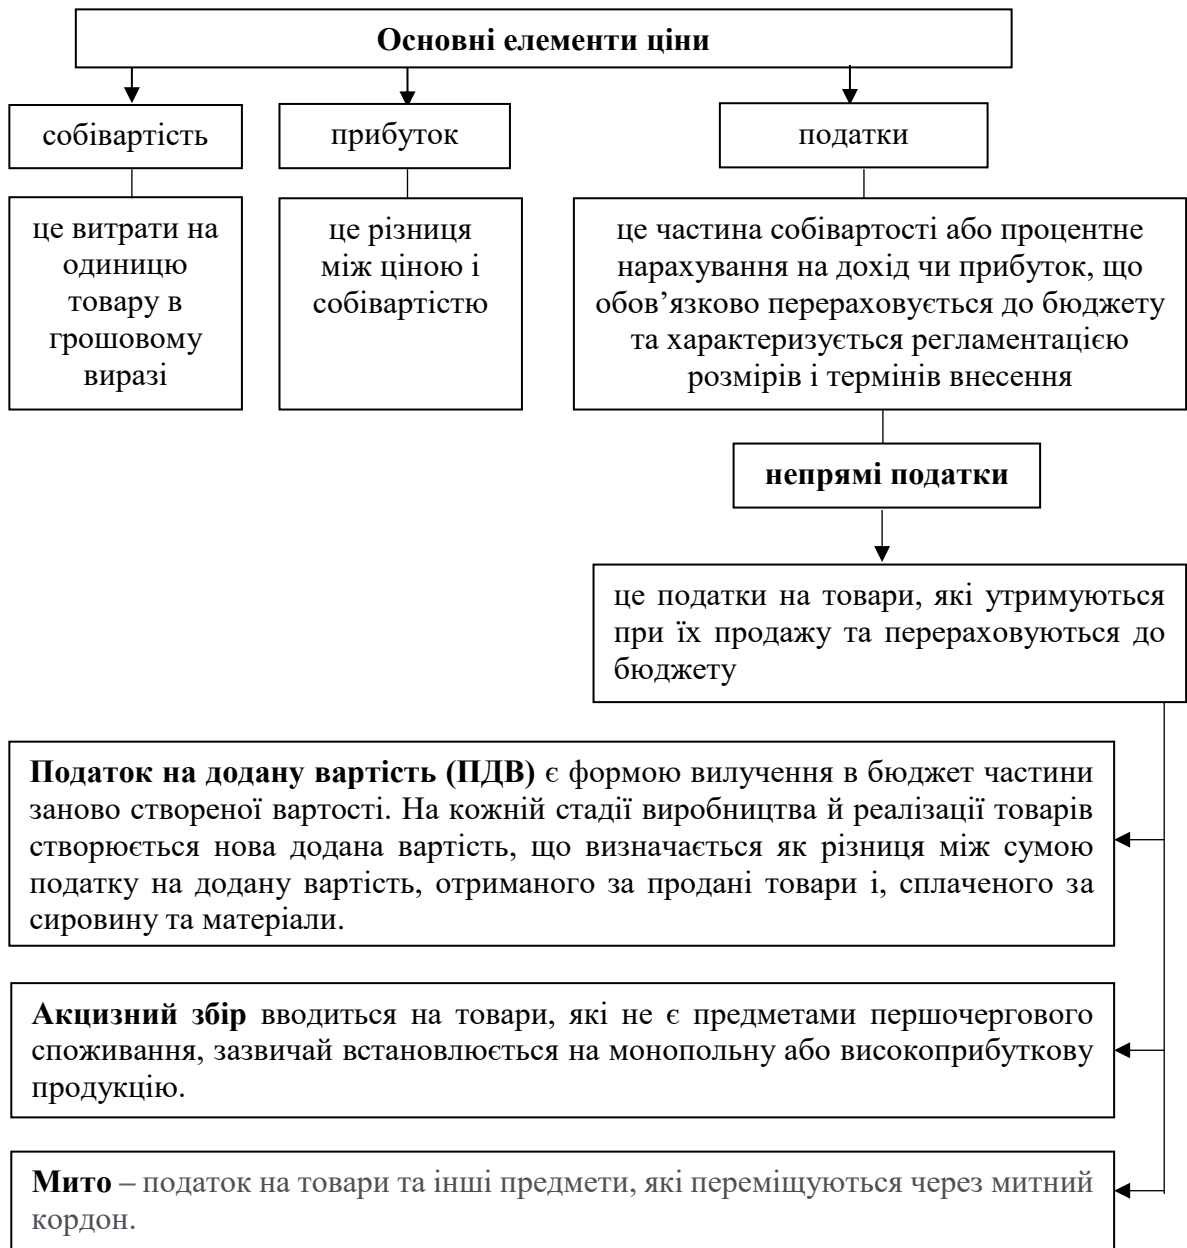 Основні елементи ціни
собівартість
прибуток
податки
це витрати на
одиницю
товару в
грошовому
виразі
це різниця
між ціною і
собівартістю
це частина собівартості або процентне
нарахування на дохід чи прибуток, що
обов’язково перераховується до бюджету
та характеризується регламентацією
розмірів і термінів внесення
непрямі податки
це податки на товари, які утримуються
при їх продажу та перераховуються до
бюджету
Податок на додану вартість (ПДВ) є формою вилучення в бюджет частини
заново створеної вартості. На кожній стадії виробництва й реалізації товарів
створюється нова додана вартість, що визначається як різниця між сумою
податку на додану вартість, отриманого за продані товари і, сплаченого за
сировину та матеріали.
Акцизний збір вводиться на товари, які не є предметами першочергового
споживання, зазвичай встановлюється на монопольну або високоприбуткову
продукцію.
Мито – податок на товари та інші предмети, які переміщуються через митний
кордон.